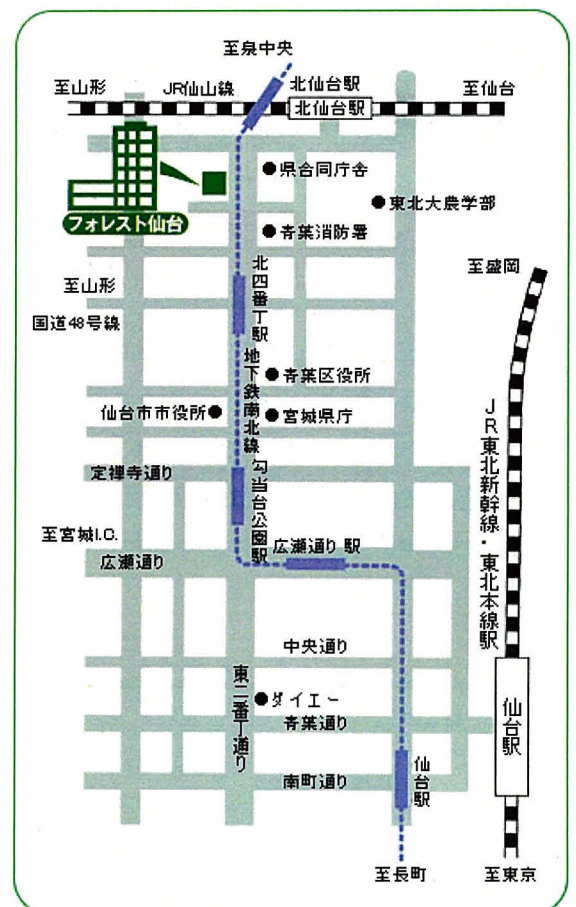 至泉中央
至山形
JR仙山線
北仙台駅
北仙台駅
至仙台
フォレスト仙台
県合同庁舎
東北大農学部
青葉消防署
至盛岡
至山形
国道48号線
北四番丁駅
地下鉄南北線
青葉区役所
仙台市市役所
宮城県庁
定禅寺通り
勾当台公園駅
至宮城I.C.
広瀬通り 駅
広瀬通り
JR東北新幹線・東北本線駅
中央通り
東二番丁通り
ダイエー
青葉通り
仙台駅
仙台駅
南町通り
至長町
至東京